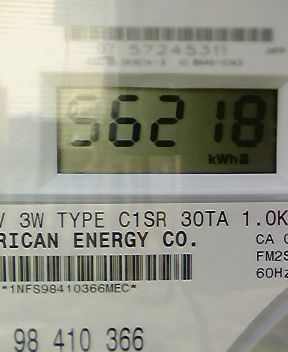 07 57245311
56218
kWh
V 3W TYPE C1SR 30TA 1.0K
RICAN ENERGY CO.
CA
FM2S
60Hz
*1NFS98410366MEC*
98 410 366